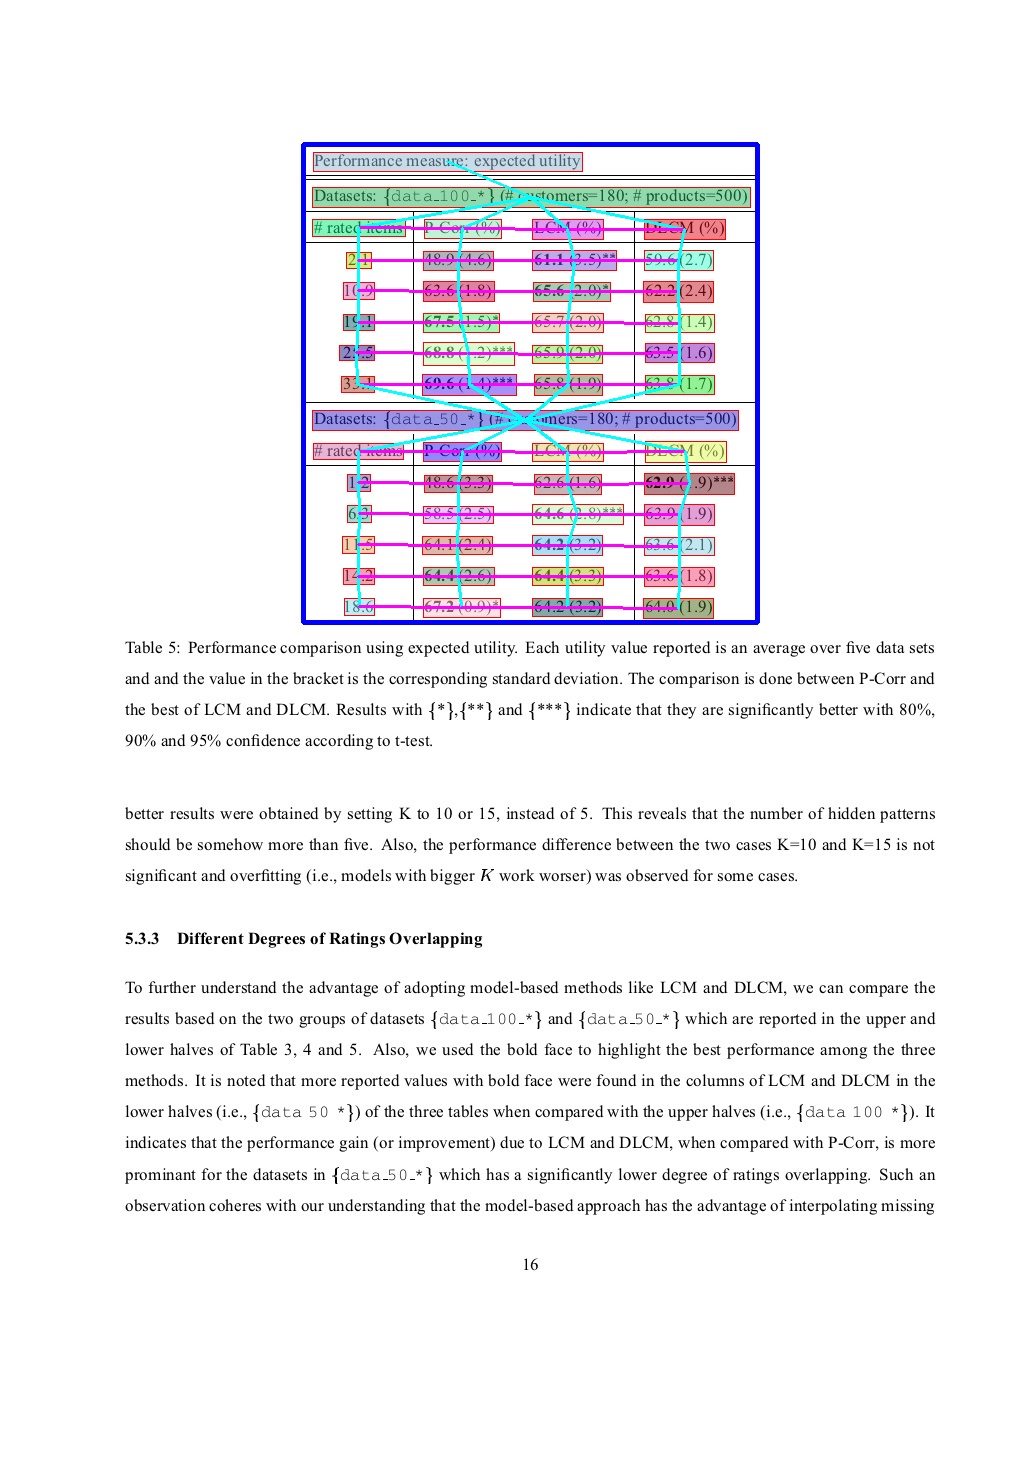 Performance measure: expected utility
Datasets: {data_100_*} (# customers=180; # products=500)
# rated items P-Corr (%) LCM (%) DLCM (%)
2.1 48.9 (4.6) 61.1 (3.5)** 59.6 (2.7)
10.9 63.6 (1.8) 65.6 (2.0)* 62.2 (2.4)
19.1 67.5 (1.5)* 65.7 (2.0) 62.8 (1.4)
68.8 65.9 (2.0) 63.5 (1.6)
33.1 69.6 (1.4)*** 65.8 (1.9) 63.8 (1.7)
Datasets: {data_50_*} (# customers=180; # products=500)
# rated items P-Corr (%) LCM (%) DLCM (%)
1.2 48.6 (3.3) 62.6 (1.6) 62.9
6.3 58.5 (2.5) 64.6 (2.8)*** 63.9 (1.9)
11.5 64.1 (2.4) 64.2 (3.2) 63.6 (2.1)
14.2 64.4 (2.6) 64.4 (3.3) 63.6 (1.8)
18.6 67.2 (0.9)* 64.2 (3.2) 64.0 (1.9)
Table 5: Performance comparison using expected utility. Each utility value reported is an average over five data sets
and and the value in the bracket is the corresponding standard deviation. The comparison is done between P-Corr and
the best of LCM and DLCM. Results with {*},{**} and {***} indicate that they are significantly better with 80%,
90% and 95% confidence according to t-test.
better results were obtained by setting K to 10 or 15, instead of 5. This reveals that the number of hidden patterns
should be somehow more than five. Also, the performance difference between the two cases K=10 and K=15 is not
significant and overfitting (i.e., models with bigger K work worser) was observed for some cases.
5.3.3 Different Degrees of Ratings Overlapping
To further understand the advantage of adopting model-based methods like LCM and DLCM, we can compare the
results based on the two groups of datasets {data_100_*} and {data_50_*} which are reported in the upper and
lower halves of Table 3, 4 and 5. Also, we used the bold face to highlight the best performance among the three
methods. It is noted that more reported values with bold face were found in the columns of LCM and DLCM in the
lower halves (i.e., {data 50 *}) of the three tables when compared with the upper halves (i.e., {data 100 *}). It
indicates that the performance gain (or improvement) due to LCM and DLCM, when compared with P-Corr, is more
prominant for the datasets in {data_50_*} which has a significantly lower degree of ratings overlapping. Such an
observation coheres with our understanding that the model-based approach has the advantage of interpolating missing
16